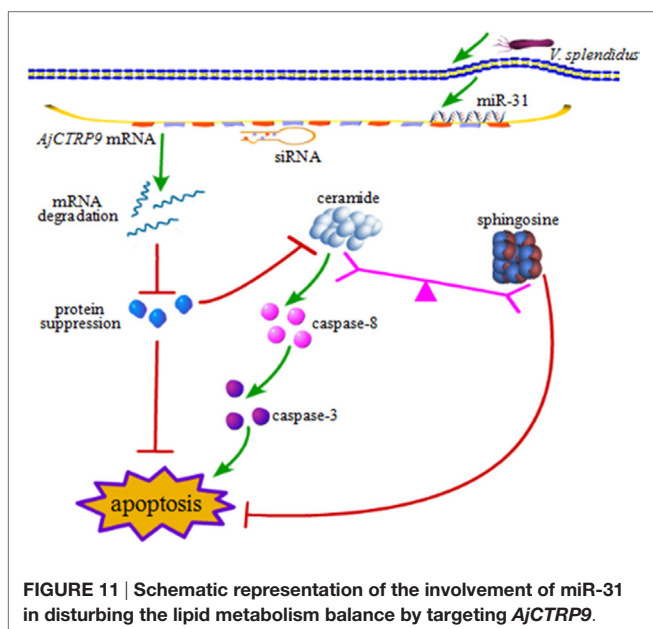 V. splendidus
miR-31
AjCTRP9 mRNA
siRNA
mRNA
degradation
ceramide
sphingosine
protein
suppression
caspase-8
caspase-3
apoptosis
FIGURE 11 | Schematic representation of the involvement of miR-31
in disturbing the lipid metabolism balance by targeting AjCTRP9.